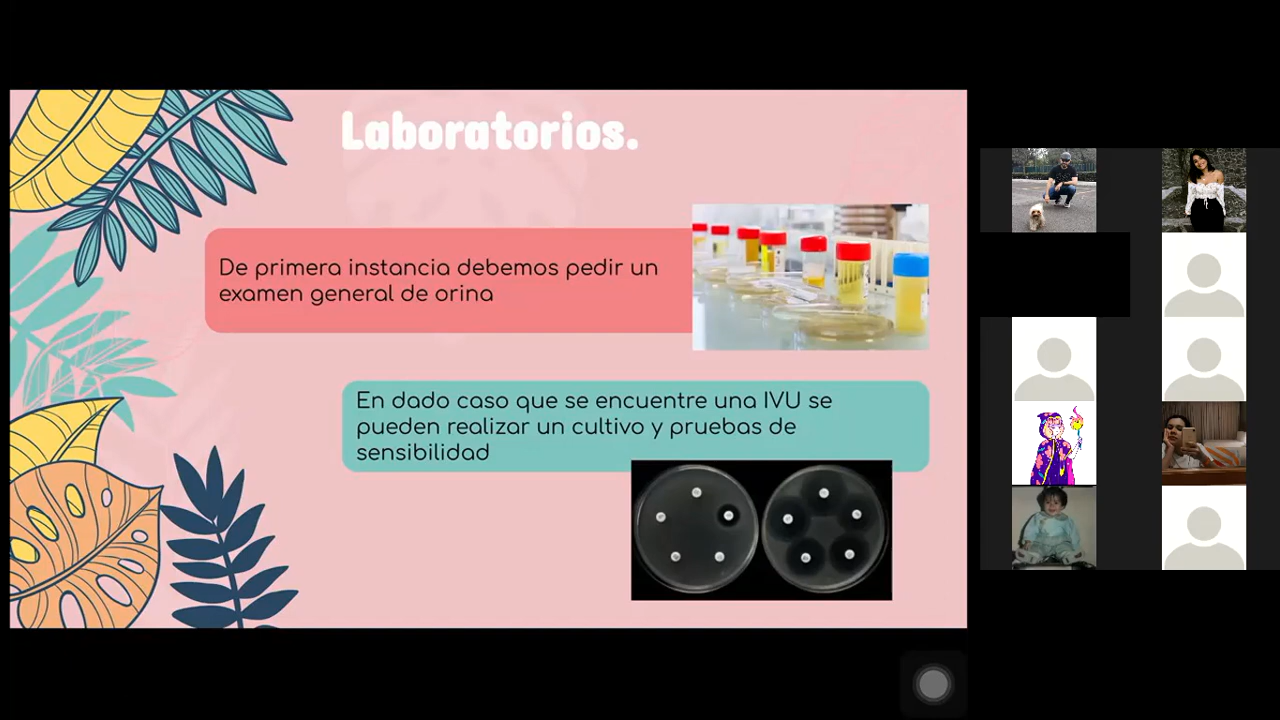 Laboratorios.
De primera instancia debemos pedir un
examen general de orina
En dado caso que se encuentre una IVU se
pueden realizar un cultivo y pruebas de
sensibilidad